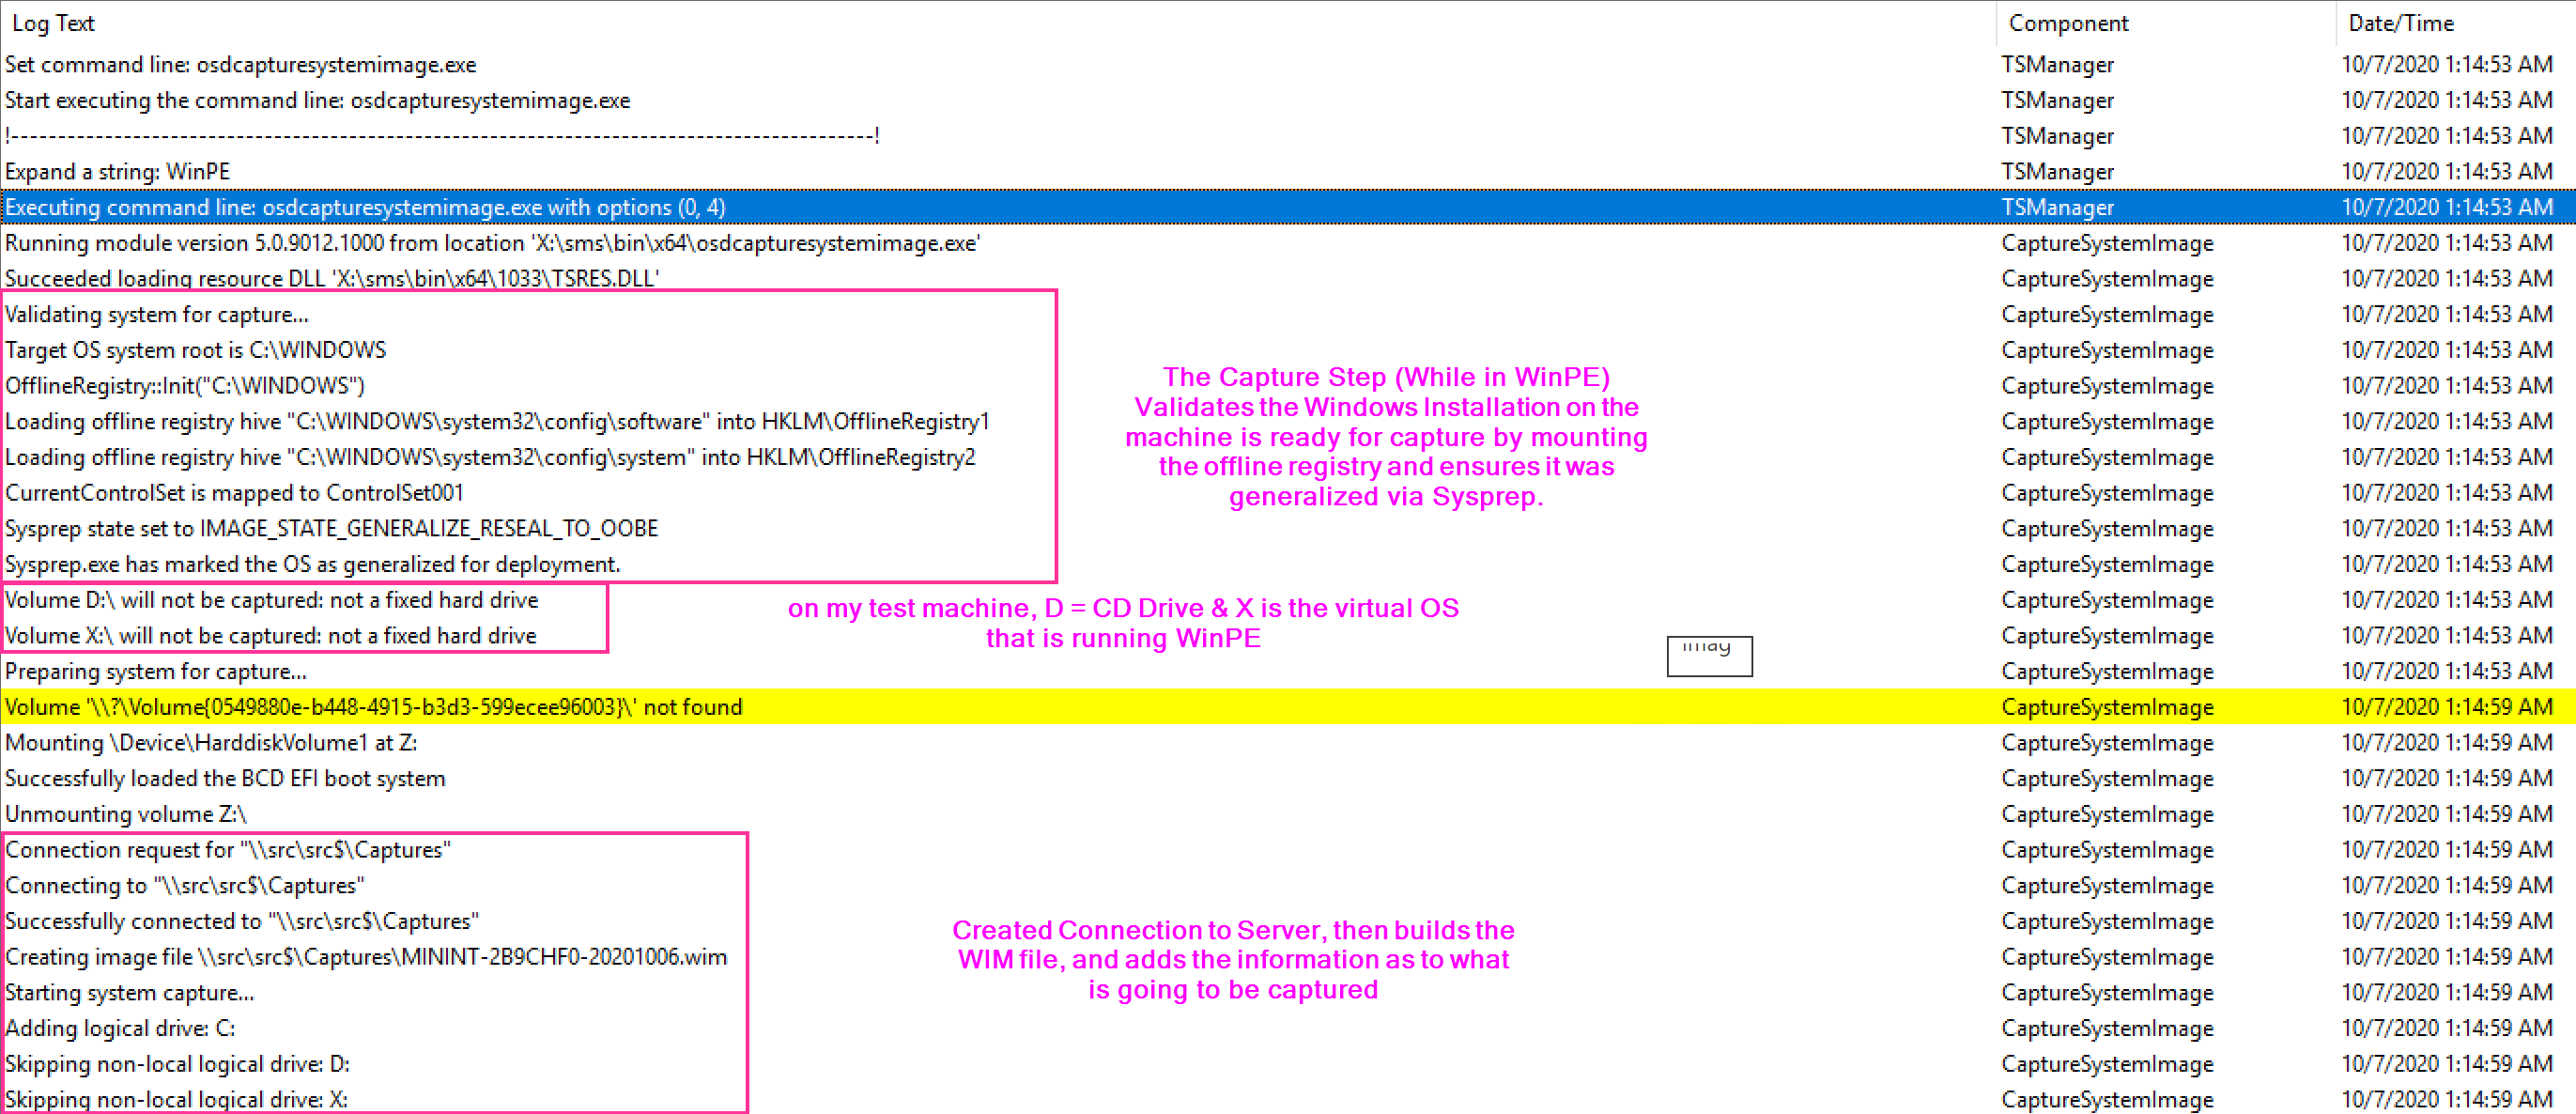 Log Text Component Date/Time
Set command line: osdcapturesystemimage.exe TSManager 10/7/2020 1:14:53 AM
Start executing the command line: osdcapturesystemimage.exe TSManager 10/7/2020 1:14:53 AM
!--------------------------------------------------------------------------------------------! TSManager 10/7/2020 1:14:53 AM
Expand a string: WinPE TSManager 10/7/2020 1:14:53 AM
Executing command line: osdcapturesystemimage.exe with options (0, 4) TSManager 10/7/2020 1:14:53 AM
Running module version 5.0.9012.1000 from location 'X:\sms\bin\x64\osdcapturesystemimage.exe' CaptureSystemImage 10/7/2020 1:14:53 AM
Succeeded loading resource DLL 'X:\sms\bin\x64\1033\TSRES.DLL' CaptureSystemImage 10/7/2020 1:14:53 AM
Validating system for capture... CaptureSystemImage 10/7/2020 1:14:53 AM
Target OS system root is C:\WINDOWS CaptureSystemImage 10/7/2020 1:14:53 AM
OfflineRegistry::Init("C:\WINDOWS") CaptureSystemImage 10/7/2020 1:14:53 AM
Loading offline registry hive "C:\WINDOWS\system32\config\software" into HKLM\OfflineRegistry1 CaptureSystemImage 10/7/2020 1:14:53 AM
Loading offline registry hive "C:\WINDOWS\system32\config\system" into HKLM\OfflineRegistry2 CaptureSystemImage 10/7/2020 1:14:53 AM
CurrentControlSet is mapped to ControlSet001 CaptureSystemImage 10/7/2020 1:14:53 AM
Sysprep state set to IMAGE_STATE_GENERALIZE_RESEAL_TO_OOBE CaptureSystemImage 10/7/2020 1:14:53 AM
Sysprep.exe has marked the OS as generalized for deployment. CaptureSystemImage 10/7/2020 1:14:53 AM
The Capture Step (While in WinPE)
Validates the Windows Installation on the
machine is ready for capture by mounting
the offline registry and ensures it was
generalized via Sysprep.
Volume D:\ will not be captured: not a fixed hard drive CaptureSystemImage 10/7/2020 1:14:53 AM
Volume X:\ will not be captured: not a fixed hard drive CaptureSystemImage 10/7/2020 1:14:53 AM
on my test machine, D = CD Drive & X is the virtual OS
that is running WinPE
Preparing system for capture... CaptureSystemImage 10/7/2020 1:14:53 AM
imag
Volume '\\?\Volume{0549880e-b448-4915-b3d3-599ecee96003}\' not found CaptureSystemImage 10/7/2020 1:14:59 AM
Mounting \Device\HarddiskVolume1 at Z: CaptureSystemImage 10/7/2020 1:14:59 AM
Successfully loaded the BCD EFI boot system CaptureSystemImage 10/7/2020 1:14:59 AM
Unmounting volume Z:\ CaptureSystemImage 10/7/2020 1:14:59 AM
Connection request for "\\src\src$\Captures" CaptureSystemImage 10/7/2020 1:14:59 AM
Connecting to "\\src\src$\Captures" CaptureSystemImage 10/7/2020 1:14:59 AM
Successfully connected to "\\src\src$\Captures" CaptureSystemImage 10/7/2020 1:14:59 AM
Creating image file \\src\src$\Captures\MININT-2B9CHF0-20201006.wim CaptureSystemImage 10/7/2020 1:14:59 AM
Starting system capture... CaptureSystemImage 10/7/2020 1:14:59 AM
Adding logical drive: C: CaptureSystemImage 10/7/2020 1:14:59 AM
Skipping non-local logical drive: D: CaptureSystemImage 10/7/2020 1:14:59 AM
Skipping non-local logical drive: X: CaptureSystemImage 10/7/2020 1:14:59 AM
Created Connection to Server, then builds the
WIM file, and adds the information as to what
is going to be captured